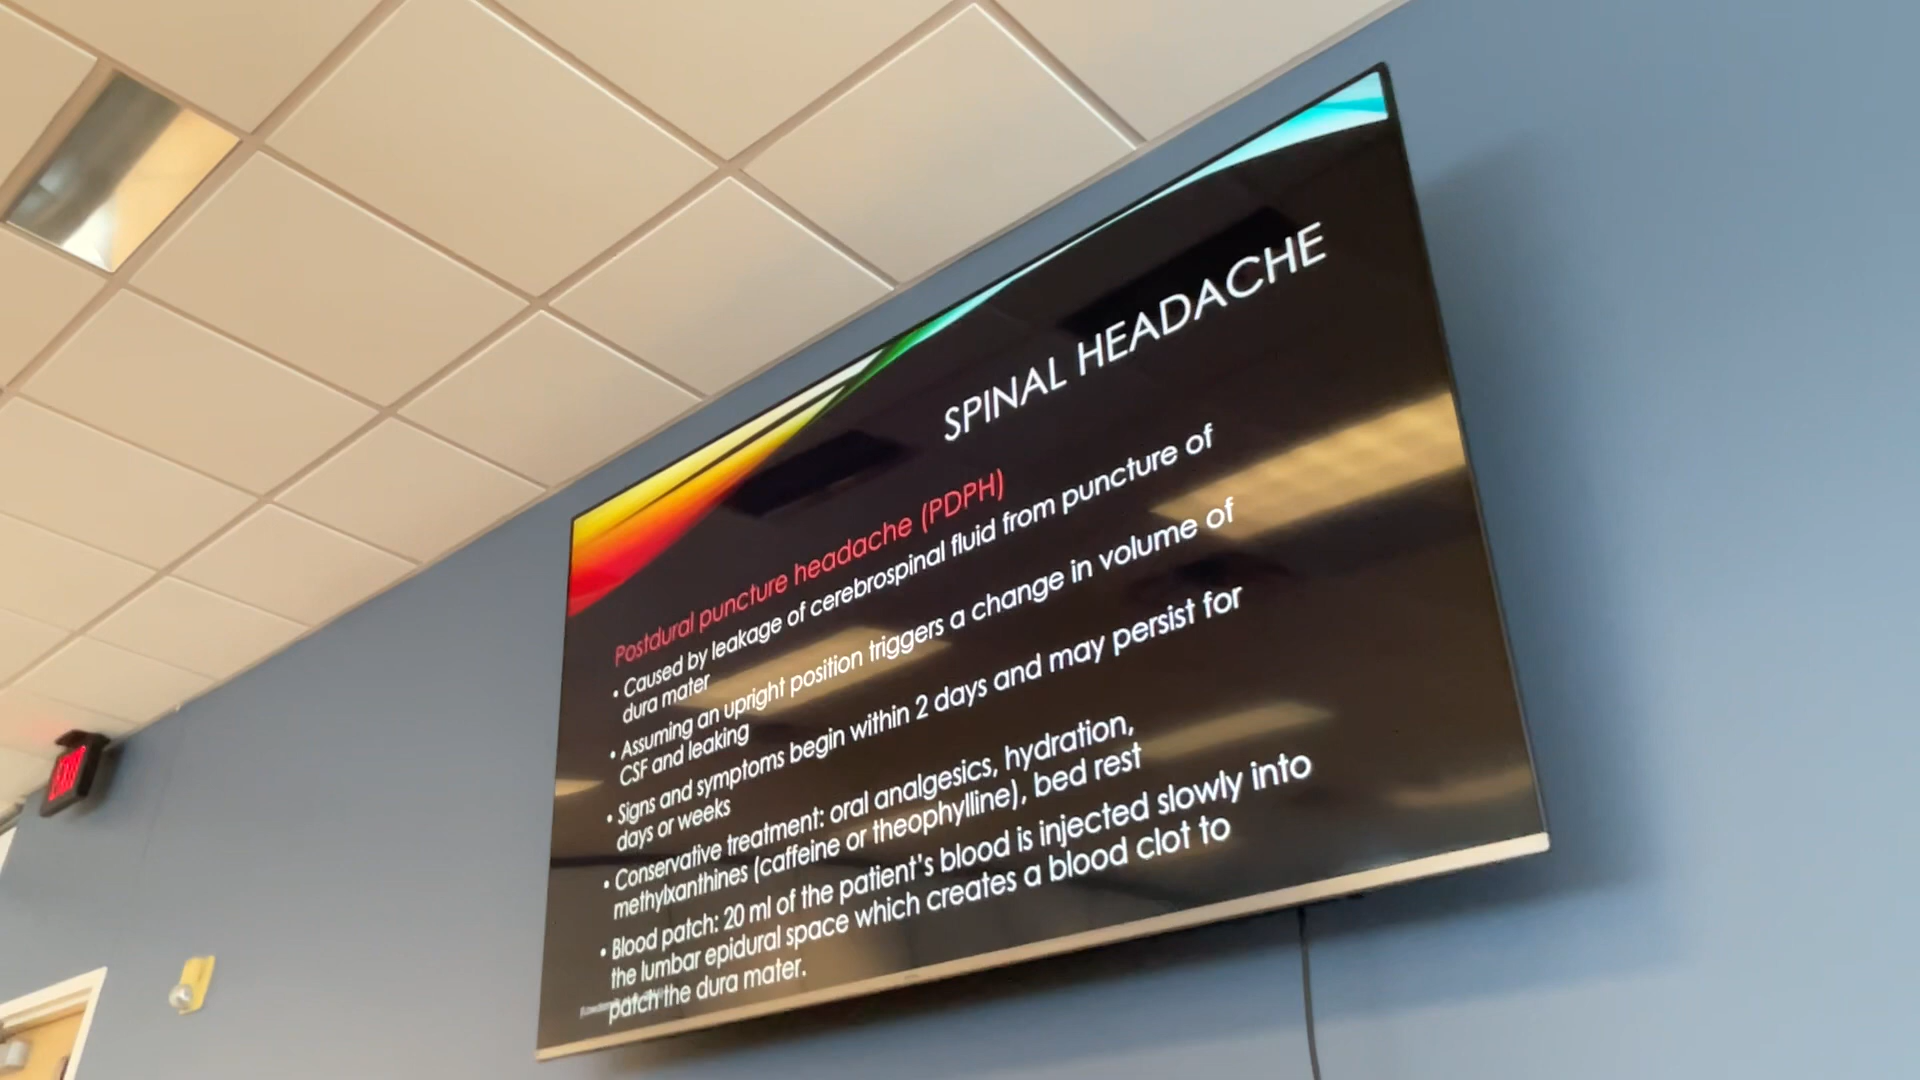 SPINAL HEADACHE
Postdural puncture headache (PDPH)
• Caused by leakage of cerebrospinal fluid from puncture of
dura mater
• Assuming an upright position triggers a change in volume of
CSF and leaking
• Signs and symptoms begin within 2 days and may persist for
days or weeks
• Conservative treatment: oral analgesics, hydration,
methylxanthines (caffeine or theophylline), bed rest
• Blood patch: 20 ml of the patient's blood is injected slowly into
the lumbar epidural space which creates a blood clot to
patch the dura mater.
EXIT